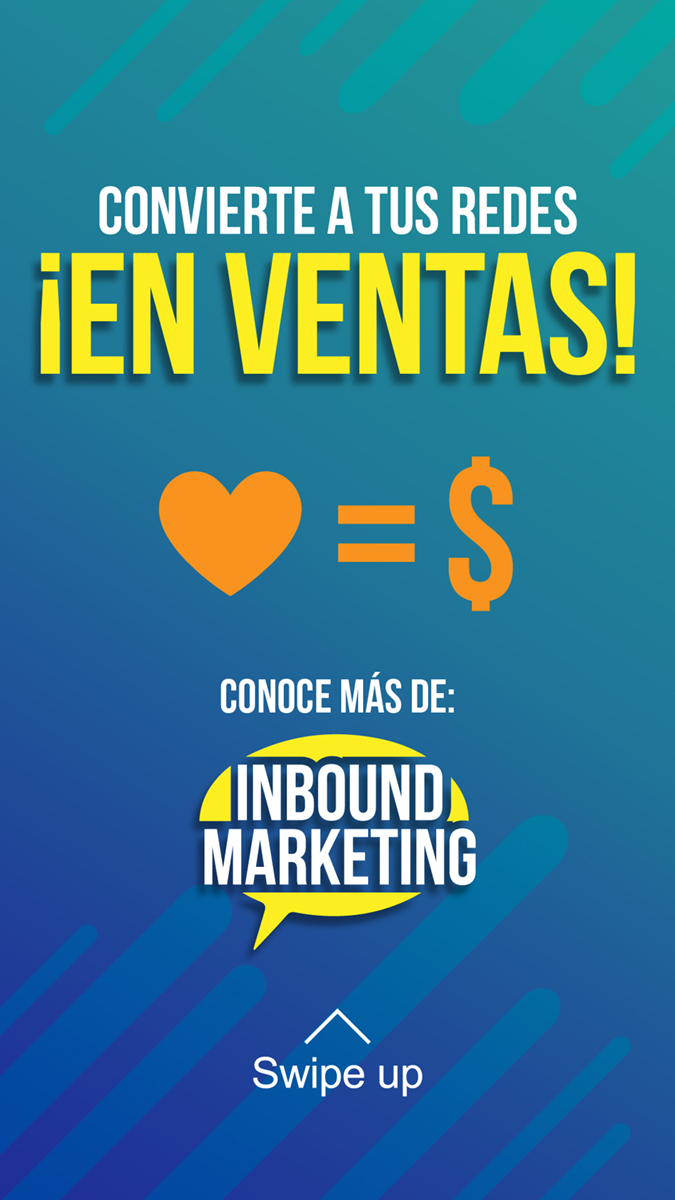 CONVIERTE A TUS REDES
¡EN VENTAS!
= $
CONOCE MÁS DE:
INBOUND
MARKETING
Swipe up